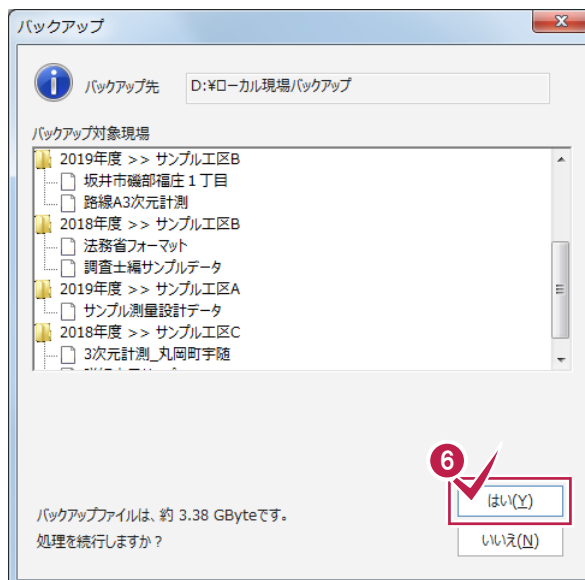 バックアップ
バックアップ先 D:¥ローカル現場バックアップ
バックアップ対象現場
2019年度 >> サンプル工区B
坂井市磯部福庄１丁目
路線A3次元計測
2018年度 >> サンプル工区B
法務省フォーマット
調査士編サンプルデータ
2019年度 >> サンプル工区A
サンプル測量設計データ
2018年度 >> サンプル工区C
3次元計測_丸岡町宇随
6
はい(Y)
バックアップファイルは、約 3.38 GByteです。
処理を続行しますか？
いいえ(N)